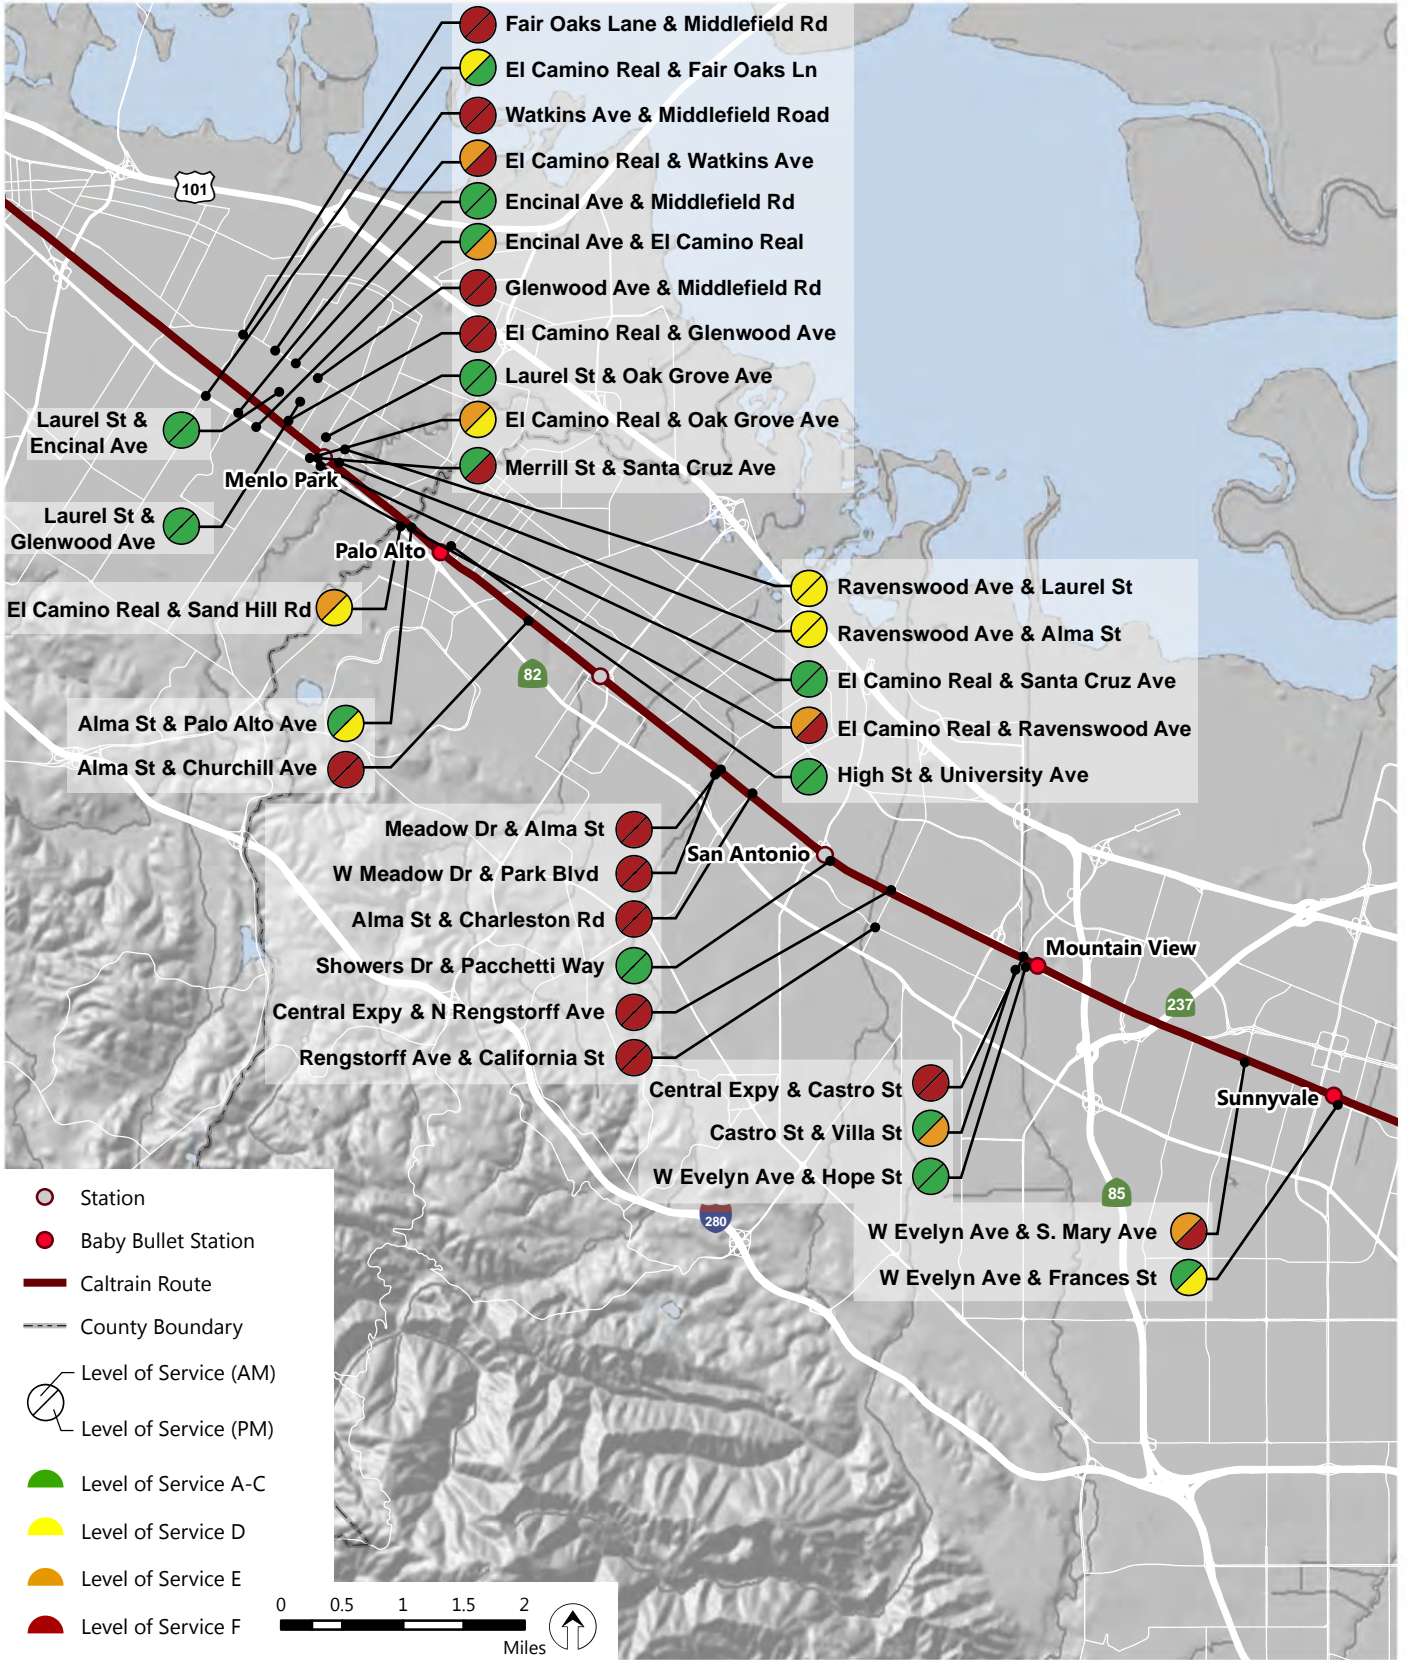 Fair Oaks Lane & Middlefield Rd
El Camino Real & Fair Oaks Ln
Watkins Ave & Middlefield Road
El Camino Real & Watkins Ave
101
Encinal Ave & Middlefield Rd
Encinal Ave & El Camino Real
Glenwood Ave & Middlefield Rd
El Camino Real & Glenwood Ave
Laurel St & Oak Grove Ave
El Camino Real & Oak Grove Ave
Merrill St & Santa Cruz Ave
Laurel St &
Encinal Ave
Menlo Park
Laurel St &
Glenwood Ave
Palo Alto
El Camino Real & Sand Hill Rd
Ravenswood Ave & Laurel St
Ravenswood Ave & Alma St
El Camino Real & Santa Cruz Ave
El Camino Real & Ravenswood Ave
High St & University Ave
82
Alma St & Palo Alto Ave
Alma St & Churchill Ave
Meadow Dr & Alma St
San Antonio
W Meadow Dr & Park Blvd
Alma St & Charleston Rd
Showers Dr & Pacchetti Way
Central Expy & N Rengstorff Ave
Rengstorff Ave & California St
Mountain View
237
Central Expy & Castro St
Castro St & Villa St
W Evelyn Ave & Hope St
Sunnyvale
85
280
W Evelyn Ave & S. Mary Ave
W Evelyn Ave & Frances St
Station
Baby Bullet Station
Caltrain Route
County Boundary
Level of Service (AM)
Level of Service (PM)
Level of Service A-C
Level of Service D
Level of Service E
Level of Service F
0 0.5 1 1.5 2
Miles